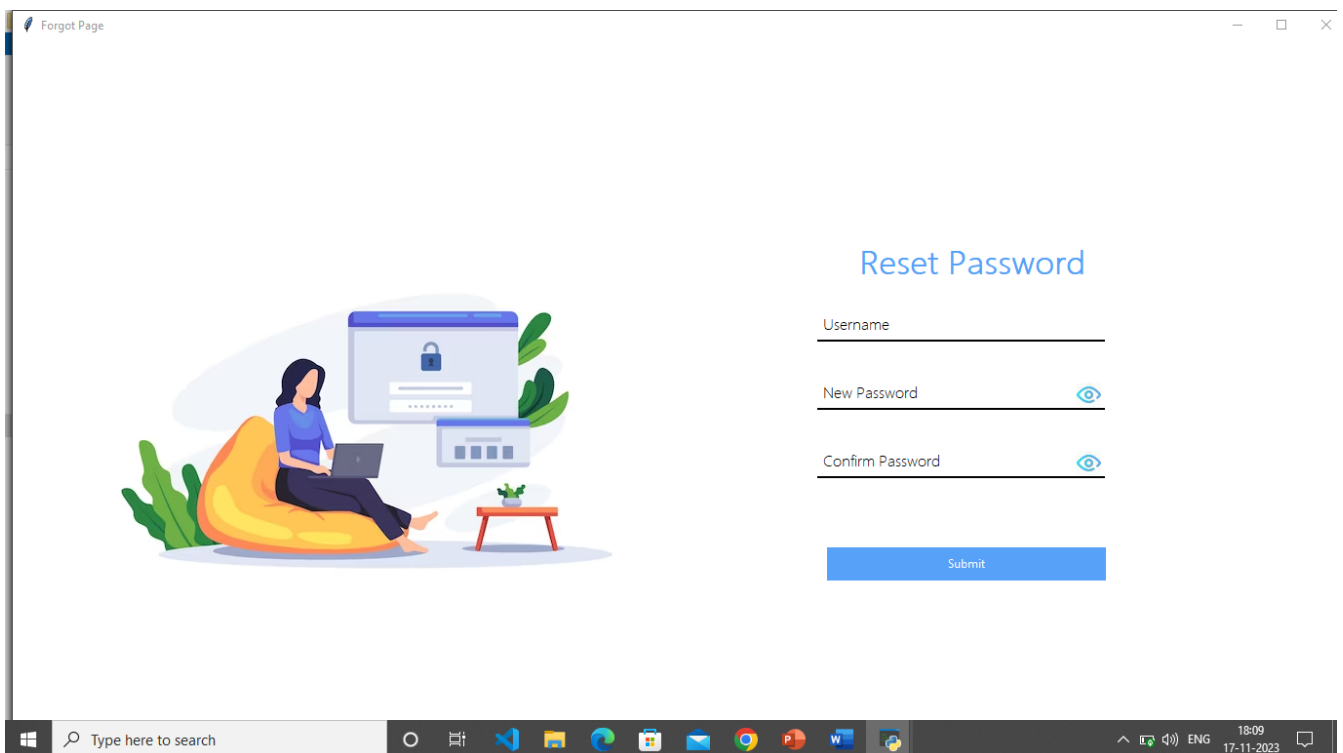 Forgot Page
Reset Password
Username
New Password
Confirm Password
Submit
Type here to search
ENG
18:09
17-11-2023